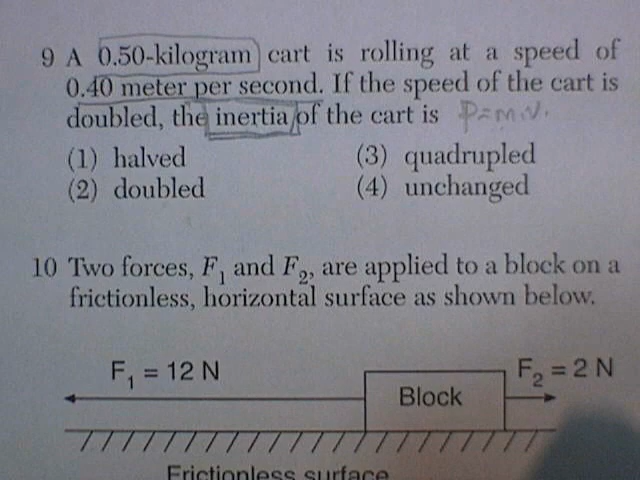 9 A 0.50-kilogram cart is rolling at a speed of
0.40 meter per second. If the speed of the cart is
doubled, the inertia of the cart is P=m.v.
(1) halved (3) quadrupled
(2) doubled (4) unchanged
10 Two forces, F₁ and F₂, are applied to a block on a
frictionless, horizontal surface as shown below.
F₁ = 12 N F₂ = 2 N
Block
Frictionless surface